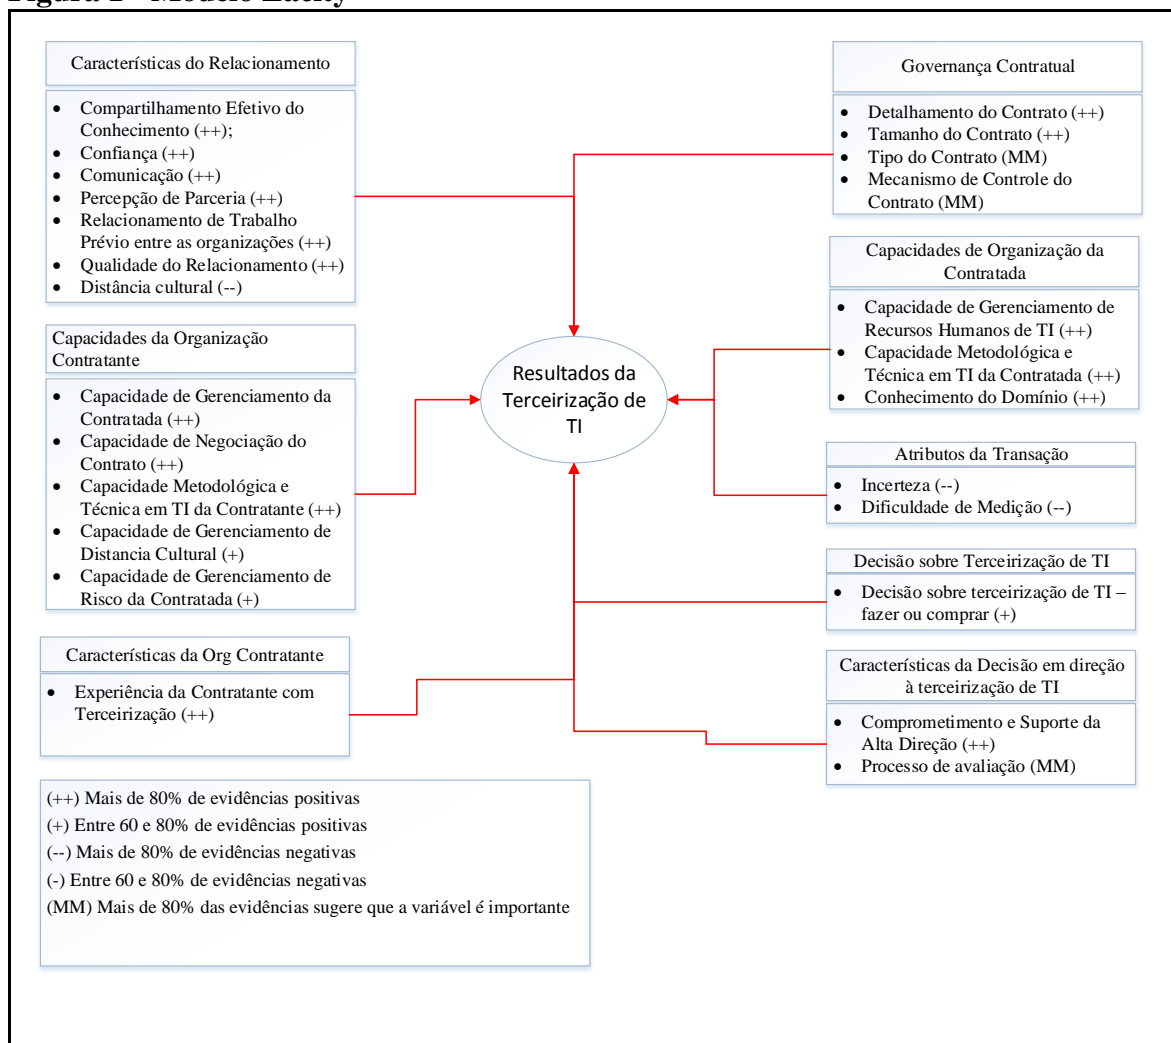 Características do Relacionamento
• Compartilhamento Efetivo do
Conhecimento (++);
• Confiança (++)
• Comunicação (++)
• Percepção de Parceria (++)
• Relacionamento de Trabalho
Prévio entre as organizações (++)
• Qualidade do Relacionamento (++)
• Distância cultural (--)
Capacidades da Organização
Contratante
• Capacidade de Gerenciamento da
Contratada (++)
• Capacidade de Negociação do
Contrato (++)
• Capacidade Metodológica e
Técnica em TI da Contratante (++)
• Capacidade de Gerenciamento de
Distancia Cultural (+)
• Capacidade de Gerenciamento de
Risco da Contratada (+)
Características da Org Contratante
• Experiência da Contratante com
Terceirização (++)
Resultados da
Terceirização de
TI
Governança Contratual
• Detalhamento do Contrato (++)
• Tamanho do Contrato (++)
• Tipo do Contrato (MM)
• Mecanismo de Controle do
Contrato (MM)
Capacidades de Organização da
Contratada
• Capacidade de Gerenciamento de
Recursos Humanos de TI (++)
• Capacidade Metodológica e
Técnica em TI da Contratada (++)
• Conhecimento do Domínio (++)
Atributos da Transação
• Incerteza (--)
• Dificuldade de Medição (--)
Decisão sobre Terceirização de TI
• Decisão sobre terceirização de TI –
fazer ou comprar (+)
Características da Decisão em direção
à terceirização de TI
• Comprometimento e Suporte da
Alta Direção (++)
• Processo de avaliação (MM)
(++) Mais de 80% de evidências positivas
(+) Entre 60 e 80% de evidências positivas
(--) Mais de 80% de evidências negativas
(-) Entre 60 e 80% de evidências negativas
(MM) Mais de 80% das evidências sugere que a variável é importante